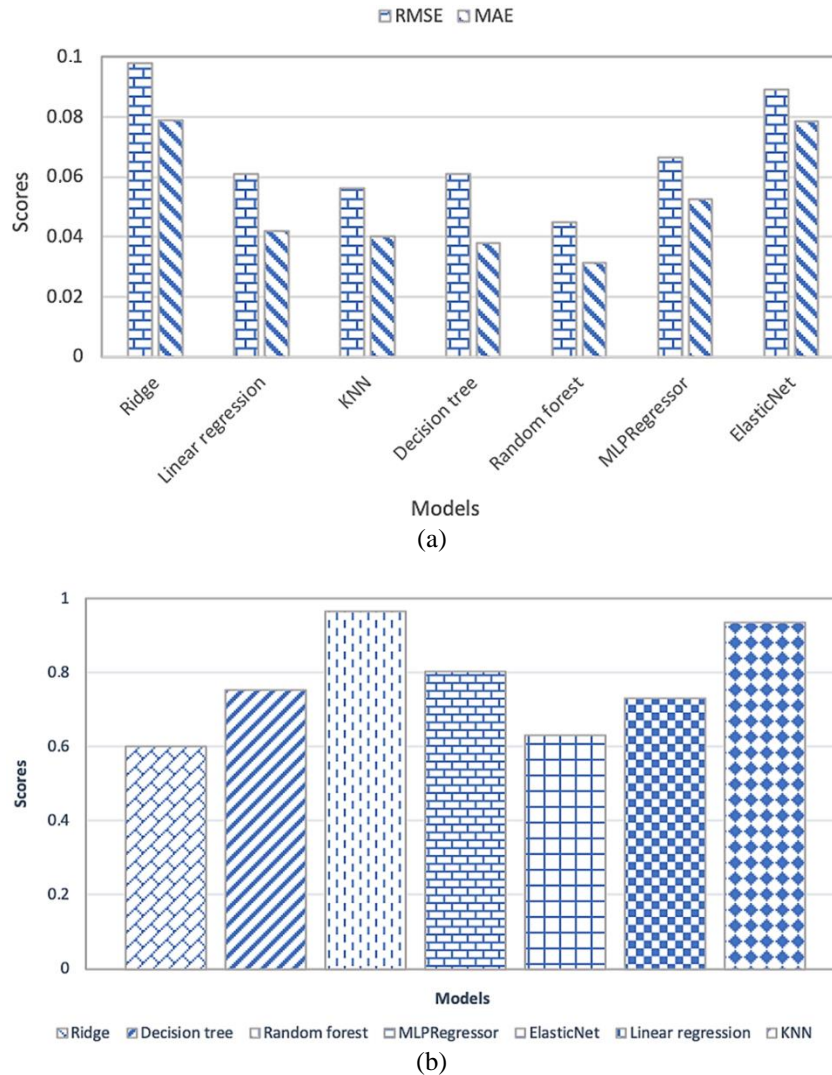 RMSE MAE
0.1
0.08
0.06
0.04
0.02
0
Scores
Ridge
Linear regression
KNN
Decision tree
Random forest
MLPRegressor
ElasticNet
Models
(a)
1
0.8
0.6
0.4
0.2
0
Scores
Models
Ridge Decision tree Random forest MLPRegressor ElasticNet Linear regression KNN
(b)